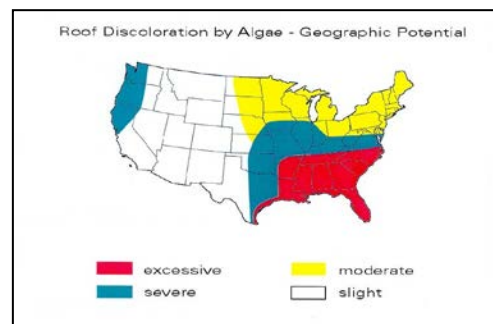 Roof Discoloration by Algae - Geographic Potential
excessive
moderate
severe
slight